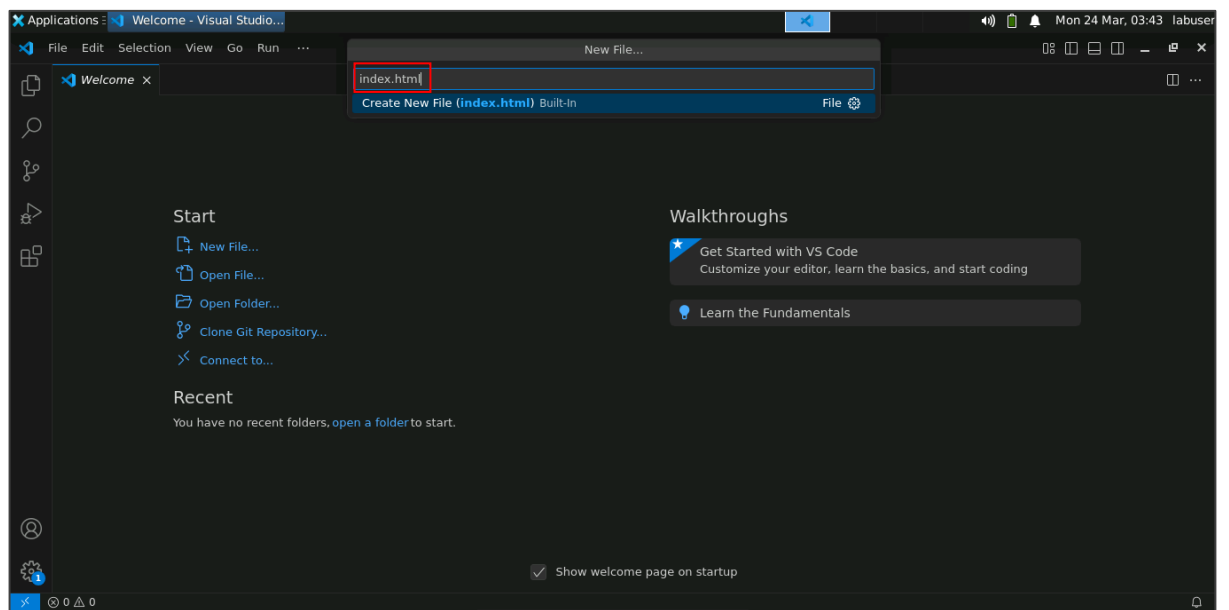 Applications Welcome - Visual Studio... Mon 24 Mar, 03:43 labuser
File Edit Selection View Go Run ... New File...
Welcome index.html
Create New File (index.html) Built-In File
Start
New File...
Open File...
Open Folder...
Clone Git Repository...
Connect to...
Recent
You have no recent folders, open a folder to start.
Walkthroughs
Get Started with VS Code
Customize your editor, learn the basics, and start coding
Learn the Fundamentals
1
Show welcome page on startup
0 0